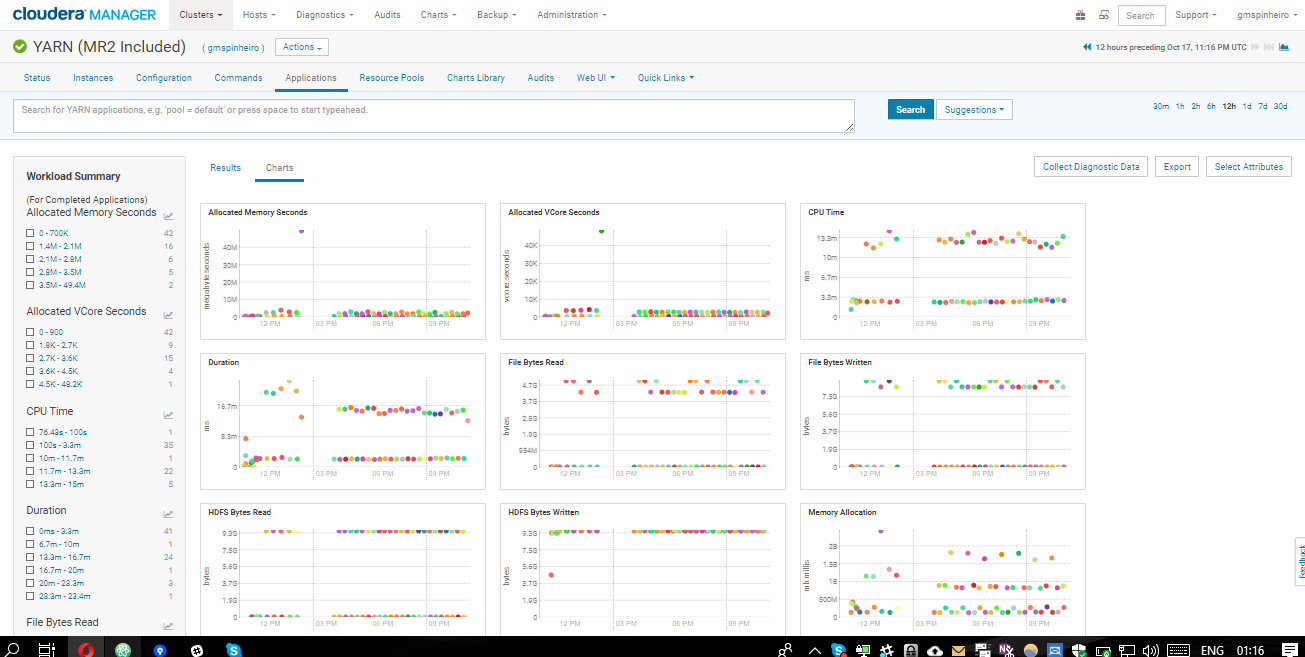 cloudera MANAGER Clusters Hosts Diagnostics Audits Charts Backup Administration Search Support gmspinheiro
YARN (MR2 Included) ( gmspinheiro ) Actions 12 hours preceding Oct 17, 11:16 PM UTC
Status Instances Configuration Commands Applications Resource Pools Charts Library Audits Web UI Quick Links
Search for YARN applications, e.g. 'pool = default' or press space to start typeahead. Search Suggestions 30m 1h 2h 6h 12h 1d 7d 30d
Workload Summary
(For Completed Applications)
Allocated Memory Seconds
0 - 700K 42
1.4M - 2.1M 16
2.1M - 2.8M 6
2.8M - 3.5M 5
3.5M - 49.4M 2
Allocated VCore Seconds
0 - 900 42
1.8K - 2.7K 9
2.7K - 3.6K 15
3.6K - 4.5K 4
4.5K - 48.2K 1
CPU Time
76.43s - 100s 1
100s - 3.3m 35
10m - 11.7m 1
11.7m - 13.3m 22
13.3m - 15m 5
Duration
0ms - 3.3m 41
6.7m - 10m 1
13.3m - 16.7m 24
16.7m - 20m 1
20m - 23.3m 3
23.3m - 23.4m 1
File Bytes Read
Results Charts Collect Diagnostic Data Export Select Attributes
Allocated Memory Seconds
megabyte seconds
40M
30M
20M
10M
0
12 PM 03 PM 06 PM 09 PM
Allocated VCore Seconds
vcore seconds
40K
30K
20K
10K
0
12 PM 03 PM 06 PM 09 PM
CPU Time
ms
13.3m
10m
6.7m
3.3m
0
12 PM 03 PM 06 PM 09 PM
Duration
ms
16.7m
8.3m
0
12 PM 03 PM 06 PM 09 PM
File Bytes Read
bytes
4.7G
3.7G
2.8G
1.9G
954M
0
12 PM 03 PM 06 PM 09 PM
File Bytes Written
bytes
7.5G
5.6G
3.7G
1.9G
0
12 PM 03 PM 06 PM 09 PM
HDFS Bytes Read
bytes
9.3G
7.5G
5.6G
3.7G
1.9G
0
12 PM 03 PM 06 PM 09 PM
HDFS Bytes Written
bytes
9.3G
7.5G
5.6G
3.7G
1.9G
0
12 PM 03 PM 06 PM 09 PM
Memory Allocation
mb millis
2B
1.5B
1B
500M
0
12 PM 03 PM 06 PM 09 PM
Feedback
ENG 01:16